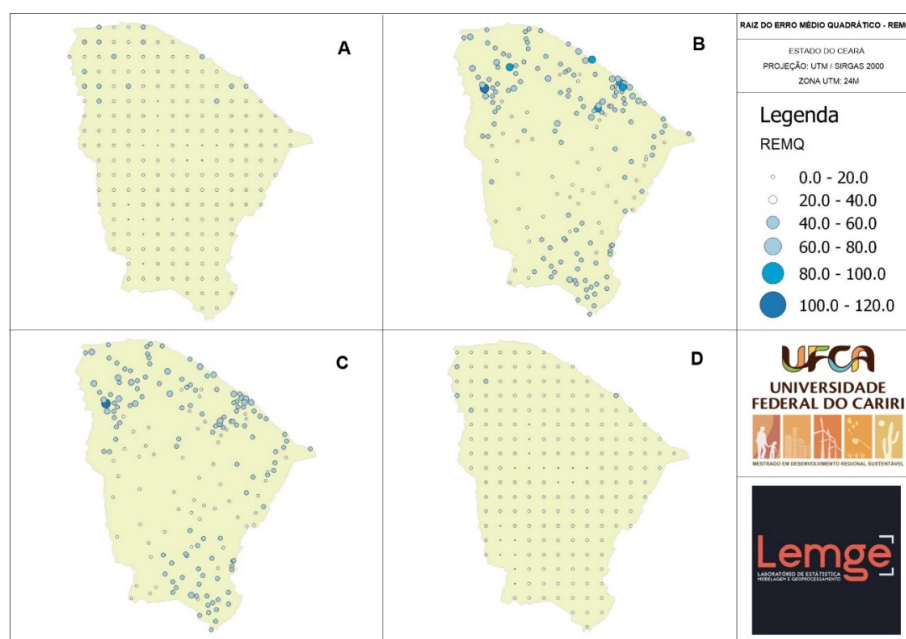 A
B
C
D
RAIZ DO ERRO MÉDIO QUADRÁTICO - REMQ
ESTADO DO CEARÁ
PROJEÇÃO: UTM / SIRGAS 2000
ZONA UTM: 24M
Legenda
REMQ
0.0 - 20.0
20.0 - 40.0
40.0 - 60.0
60.0 - 80.0
80.0 - 100.0
100.0 - 120.0
UFCA
UNIVERSIDADE
FEDERAL DO CARIRI
MESTRADO EM DESENVOLVIMENTO REGIONAL SUSTENTÁVEL
Lemge
LABORATÓRIO DE ESTÁTISTICA
MODELAGEM E GEOPROCESSAMENTO